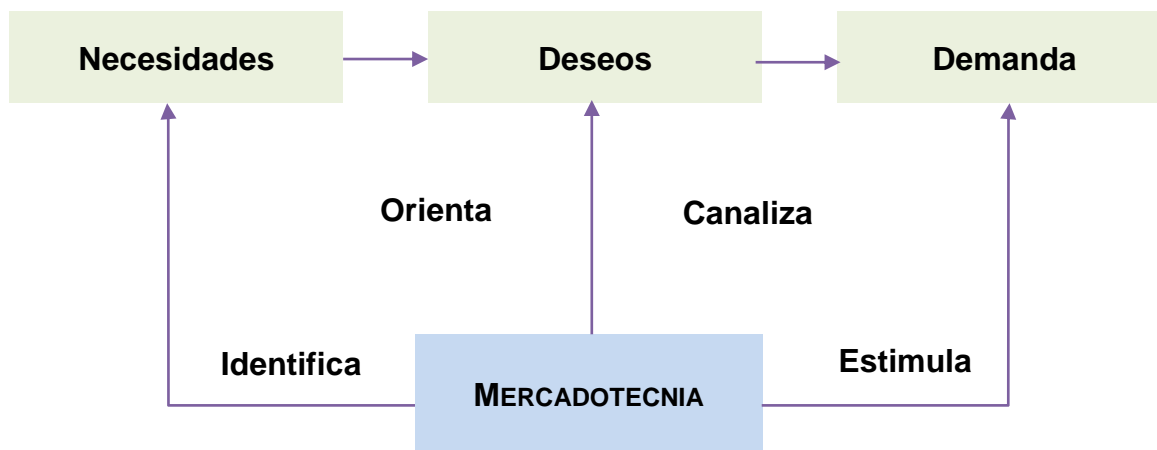 Necesidades
Deseos
Demanda
Orienta
Canaliza
Identifica
Estimula
MERCADOTECNIA